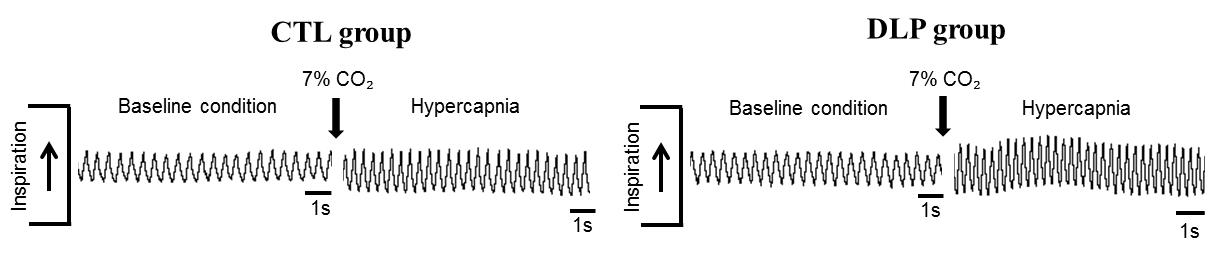 CTL group
7% CO₂
Baseline condition
Hypercapnia
Inspiration
1s
1s
DLP group
7% CO₂
Baseline condition
Hypercapnia
Inspiration
1s
1s